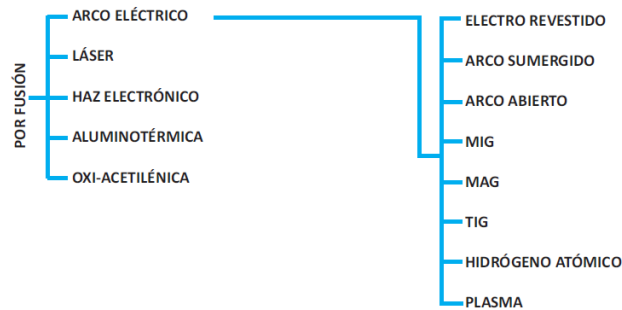 POR FUSIÓN
ARCO ELÉCTRICO
LÁSER
HAZ ELECTRÓNICO
ALUMINOTÉRMICA
OXI-ACETILÉNICA
ELECTRO REVESTIDO
ARCO SUMERGIDO
ARCO ABIERTO
MIG
MAG
TIG
HIDRÓGENO ATÓMICO
PLASMA